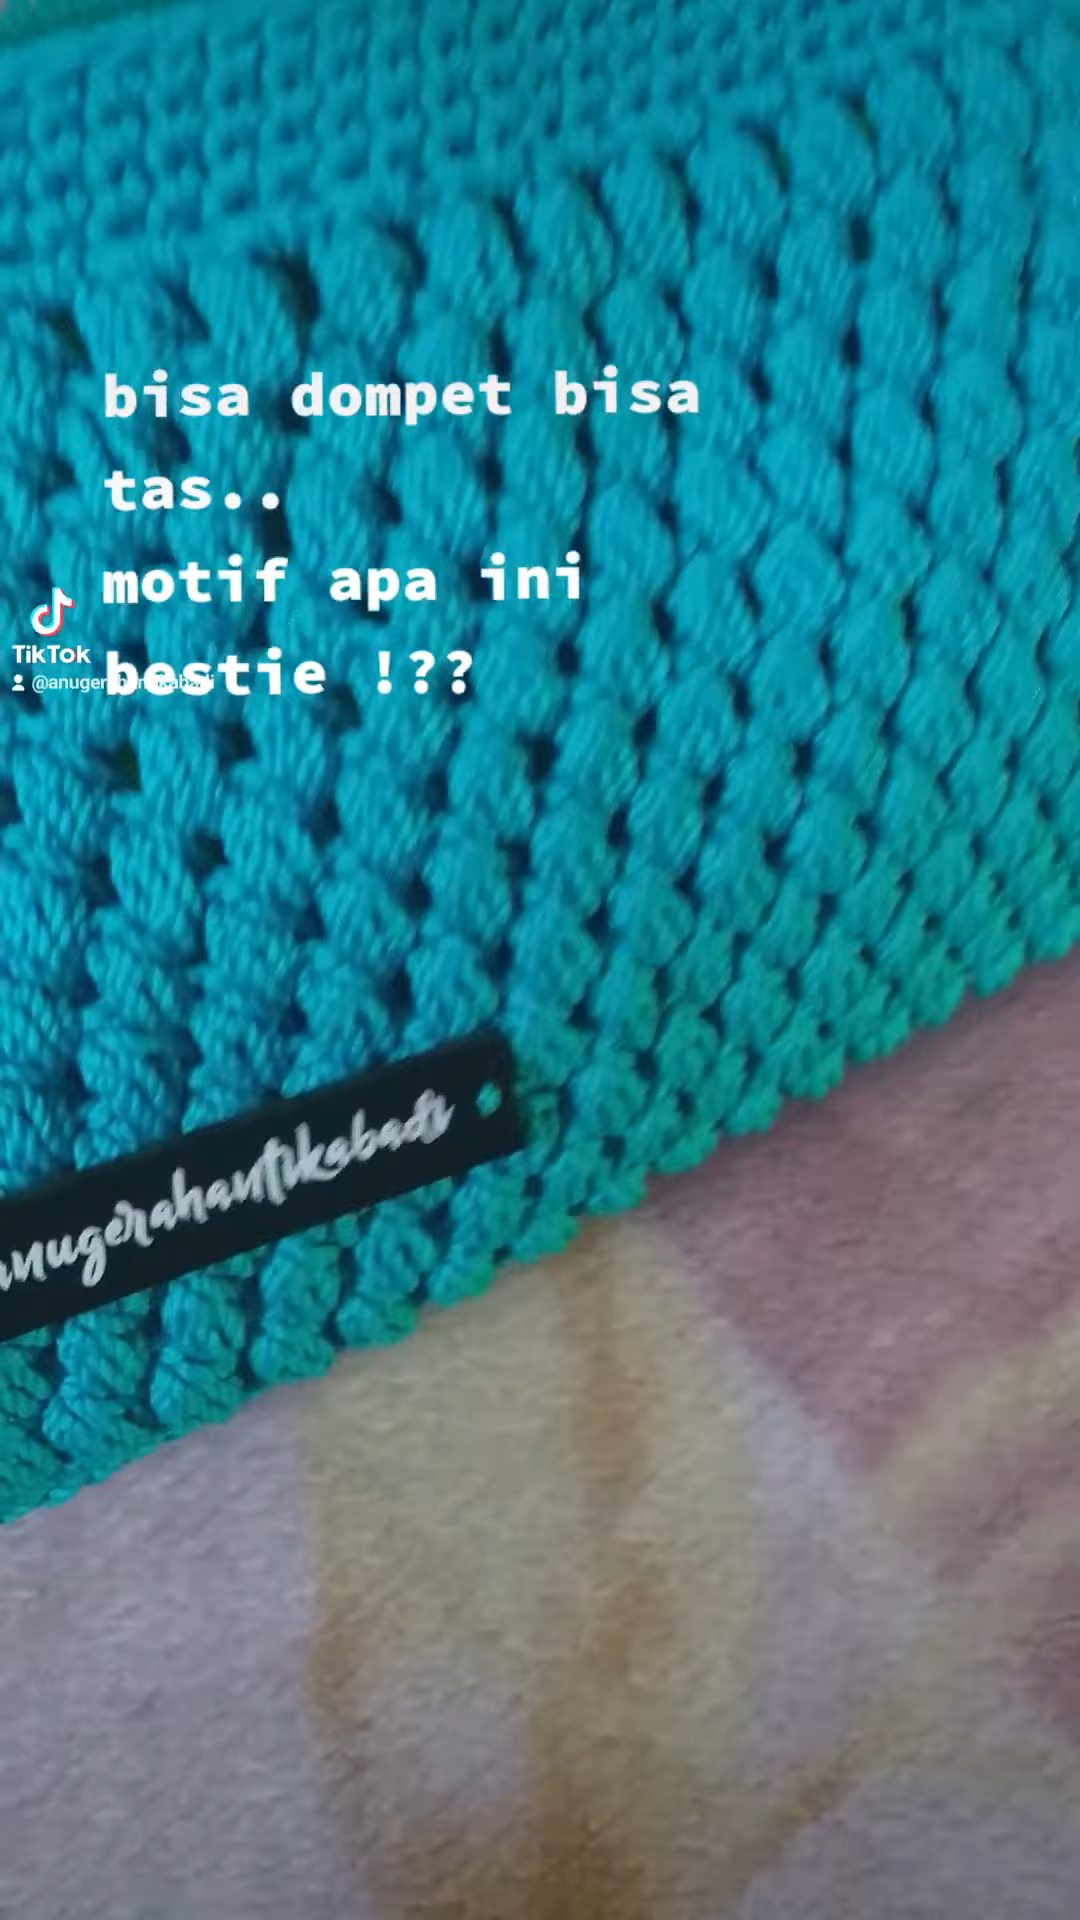 bisa dompet bisa
tas..
motif apa ini
bestie !??
TikTok
anugerahantikabadi